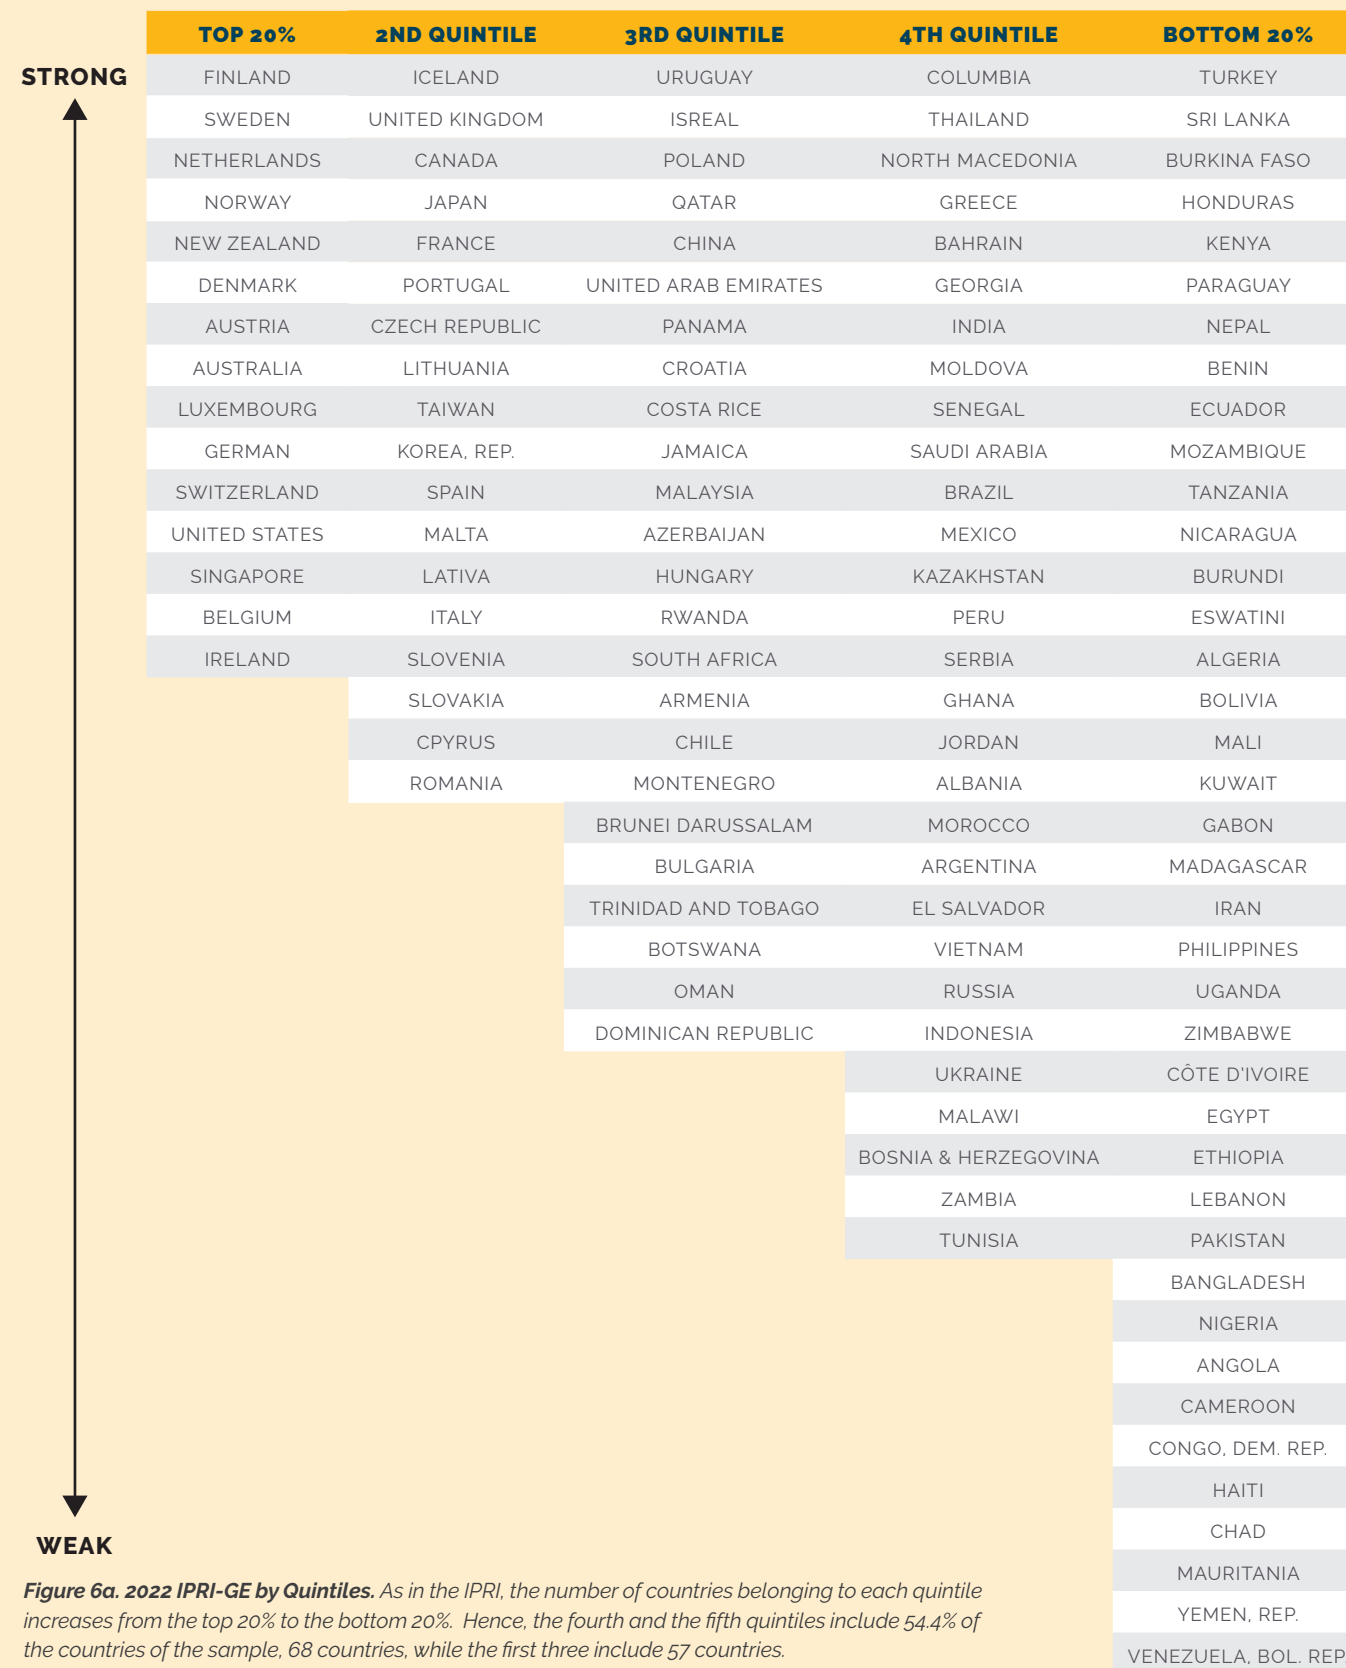 TOP 20% 2ND QUINTILE 3RD QUINTILE 4TH QUINTILE BOTTOM 20%
STRONG FINLAND ICELAND URUGUAY COLUMBIA TURKEY
SWEDEN UNITED KINGDOM ISREAL THAILAND SRI LANKA
NETHERLANDS CANADA POLAND NORTH MACEDONIA BURKINA FASO
NORWAY JAPAN QATAR GREECE HONDURAS
NEW ZEALAND FRANCE CHINA BAHRAIN KENYA
DENMARK PORTUGAL UNITED ARAB EMIRATES GEORGIA PARAGUAY
AUSTRIA CZECH REPUBLIC PANAMA INDIA NEPAL
AUSTRALIA LITHUANIA CROATIA MOLDOVA BENIN
LUXEMBOURG TAIWAN COSTA RICE SENEGAL ECUADOR
GERMAN KOREA, REP. JAMAICA SAUDI ARABIA MOZAMBIQUE
SWITZERLAND SPAIN MALAYSIA BRAZIL TANZANIA
UNITED STATES MALTA AZERBAIJAN MEXICO NICARAGUA
SINGAPORE LATIVA HUNGARY KAZAKHSTAN BURUNDI
BELGIUM ITALY RWANDA PERU ESWATINI
IRELAND SLOVENIA SOUTH AFRICA SERBIA ALGERIA
SLOVAKIA ARMENIA GHANA BOLIVIA
CPYRUS CHILE JORDAN MALI
ROMANIA MONTENEGRO ALBANIA KUWAIT
BRUNEI DARUSSALAM MOROCCO GABON
BULGARIA ARGENTINA MADAGASCAR
TRINIDAD AND TOBAGO EL SALVADOR IRAN
BOTSWANA VIETNAM PHILIPPINES
OMAN RUSSIA UGANDA
DOMINICAN REPUBLIC INDONESIA ZIMBABWE
UKRAINE CÔTE D'IVOIRE
MALAWI EGYPT
BOSNIA & HERZEGOVINA ETHIOPIA
ZAMBIA LEBANON
TUNISIA PAKISTAN
BANGLADESH
NIGERIA
ANGOLA
CAMEROON
CONGO, DEM. REP.
HAITI
CHAD
WEAK
MAURITANIA
YEMEN, REP.
VENEZUELA, BOL. REP.
Figure 6a. 2022 IPRI-GE by Quintiles. As in the IPRI, the number of countries belonging to each quintile
increases from the top 20% to the bottom 20%. Hence, the fourth and the fifth quintiles include 54.4% of
the countries of the sample, 68 countries, while the first three include 57 countries.